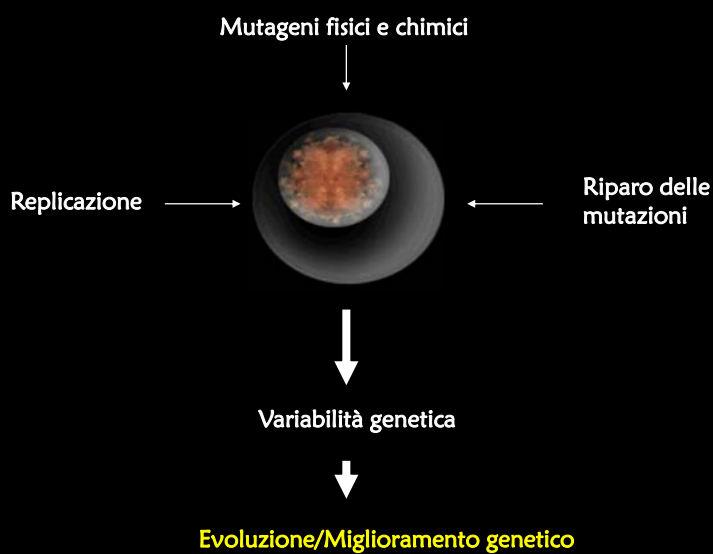 Mutageni fisici e chimici
Replicazione
Riparo delle
mutazioni
Variabilità genetica
Evoluzione/Miglioramento genetico